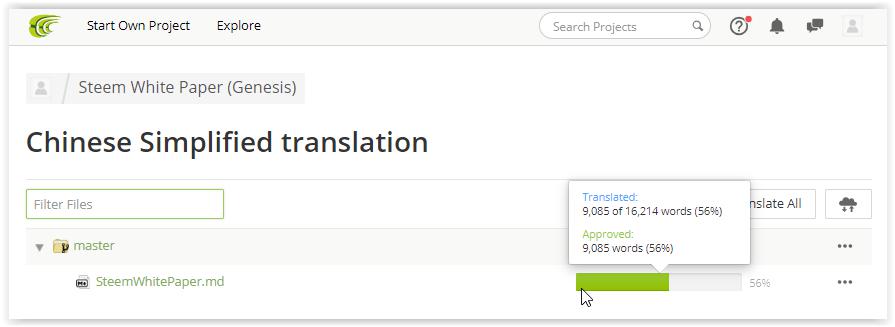 Start Own Project Explore Search Projects
Steem White Paper (Genesis)
Chinese Simplified translation
Translated:
9,085 of 16,214 words (56%)
Filter Files
nslate All
Approved:
9,085 words (56%)
master
SteemWhitePaper.md
56%